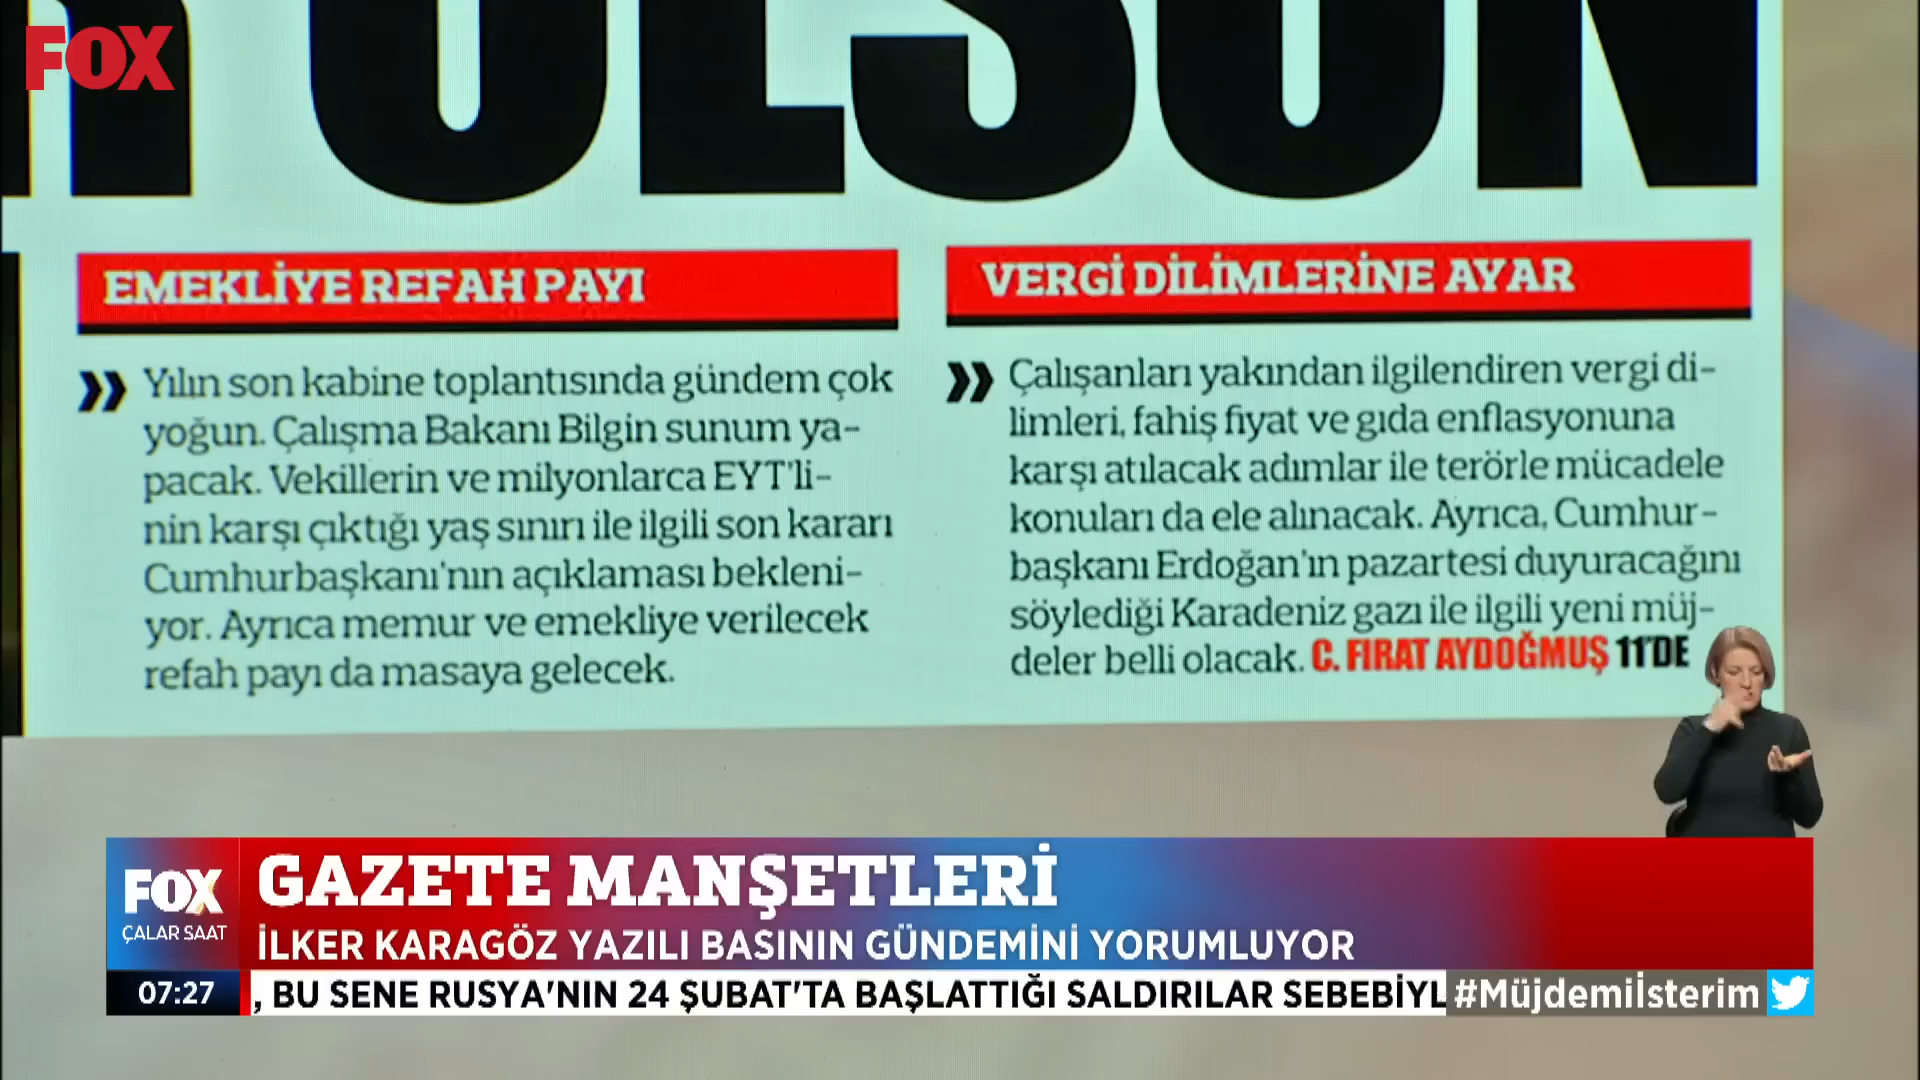 FOX
OLSUN
EMEKLİYE REFAH PAYI
Yılın son kabine toplantısında gündem çok
yoğun. Çalışma Bakanı Bilgin sunum ya-
pacak. Vekillerin ve milyonlarca EYT'li-
nin karşı çıktığı yaş sınırı ile ilgili son kararı
Cumhurbaşkanı'nın açıklaması bekleni-
yor. Ayrıca memur ve emekliye verilecek
refah payı da masaya gelecek.
VERGİ DİLİMLERİNE AYAR
Çalışanları yakından ilgilendiren vergi di-
limleri, fahiş fiyat ve gıda enflasyonuna
karşı atılacak adımlar ile terörle mücadele
konuları da ele alınacak. Ayrıca, Cumhur-
başkanı Erdoğan'ın pazartesi duyuracağını
söylediği Karadeniz gazı ile ilgili yeni müj-
deler belli olacak. C. FIRAT AYDOĞMUŞ 11'DE
FOX
ÇALAR SAAT
GAZETE MANŞETLERİ
İLKER KARAGÖZ YAZILI BASININ GÜNDEMİNİ YORUMLUYOR
07:27
, BU SENE RUSYA'NIN 24 ŞUBAT'TA BAŞLATTIĞI SALDIRILAR SEBEBİYL
#Müjdemiİsterim